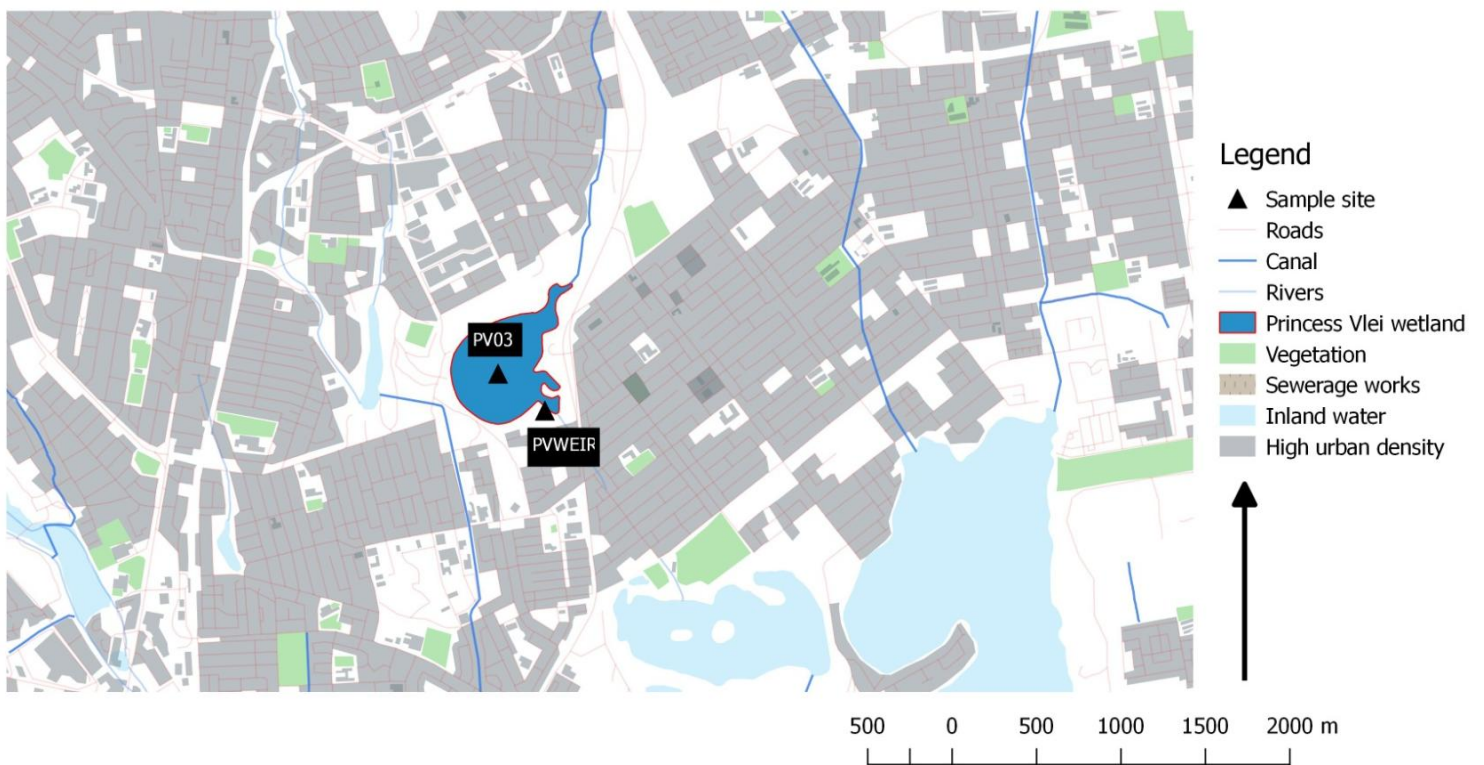 PV03
PVWEIR
Legend
Sample site
Roads
Canal
Rivers
Princess Vlei wetland
Vegetation
Sewerage works
Inland water
High urban density
500 0 500 1000 1500 2000 m